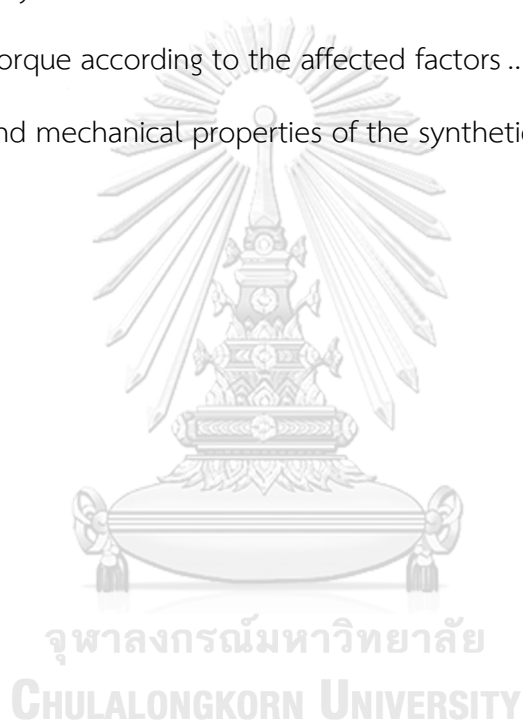 orque according to the affected factors ..
nd mechanical properties of the synthetic
จุฬาลงกรณ์มหาวิทยาลัย
CHULALONGKORN UNIVERSITY